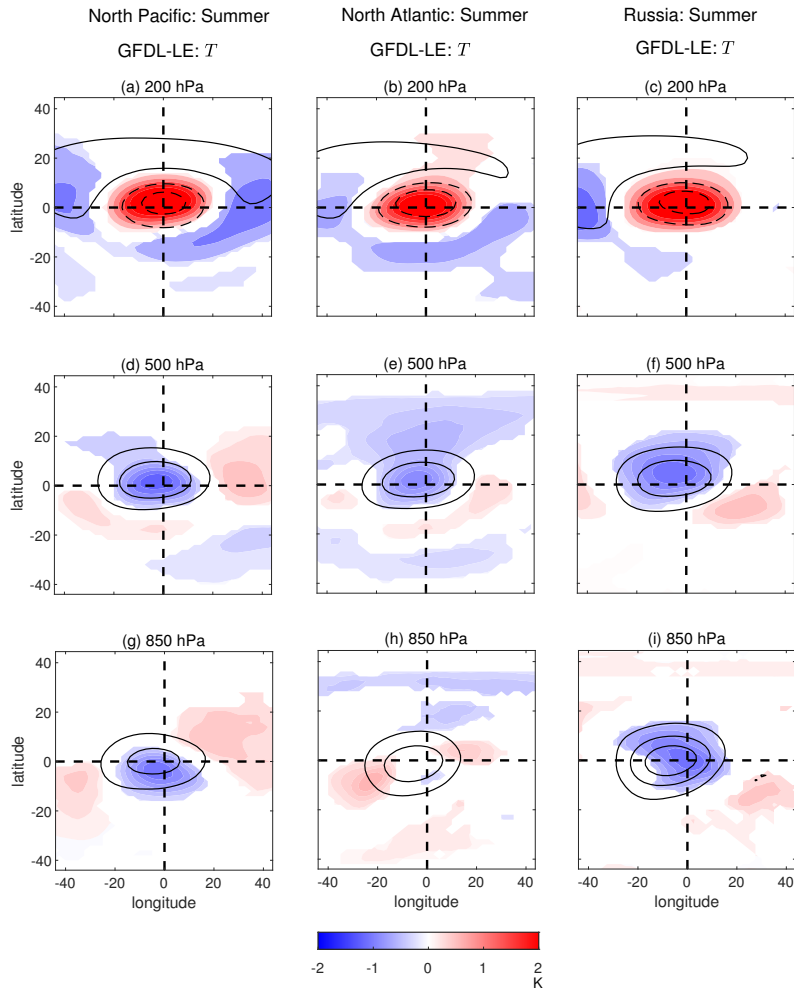 North Pacific: Summer
North Atlantic: Summer
Russia: Summer
GFDL-LE: T
GFDL-LE: T
GFDL-LE: T
(a) 200 hPa
(b) 200 hPa
(c) 200 hPa
latitude
40
20
0
-20
-40
(d) 500 hPa
(e) 500 hPa
(f) 500 hPa
latitude
40
20
0
-20
-40
(g) 850 hPa
(h) 850 hPa
(i) 850 hPa
latitude
40
20
0
-20
-40
-40 -20 0 20 40
-40 -20 0 20 40
-40 -20 0 20 40
longitude
longitude
longitude
-2 -1 0 1 2
K